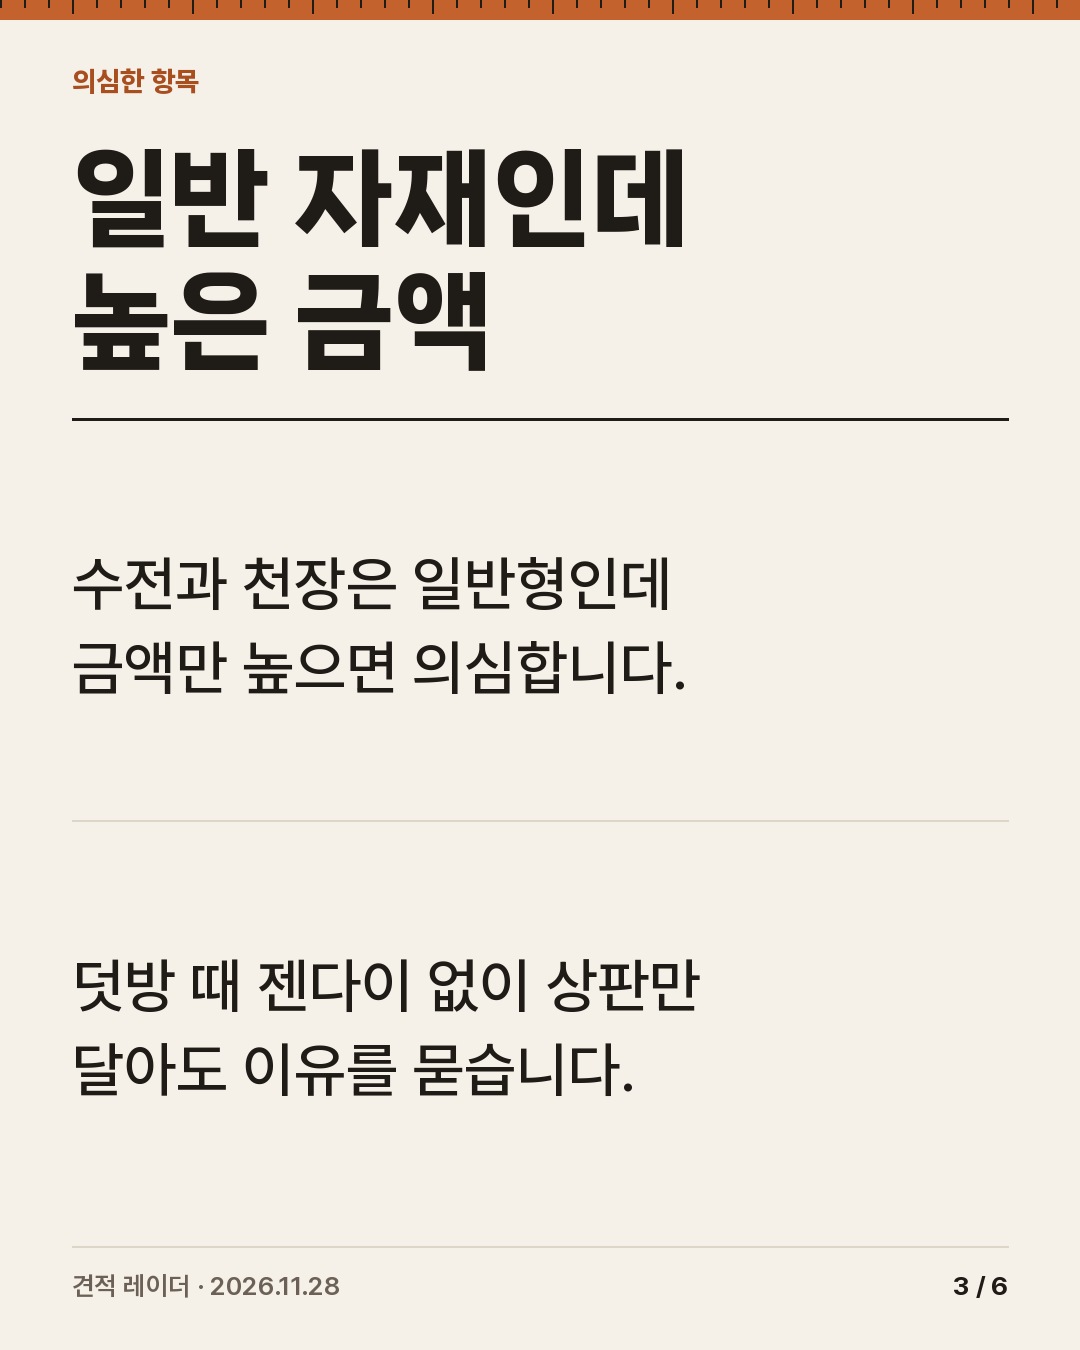 의심한 항목
일반 자재인데
높은 금액
수전과 천장은 일반형인데
금액만 높으면 의심합니다.
덧방 때 젠다이 없이 상판만
달아도 이유를 묻습니다.
견적 레이더 · 2026.11.28
3 / 6